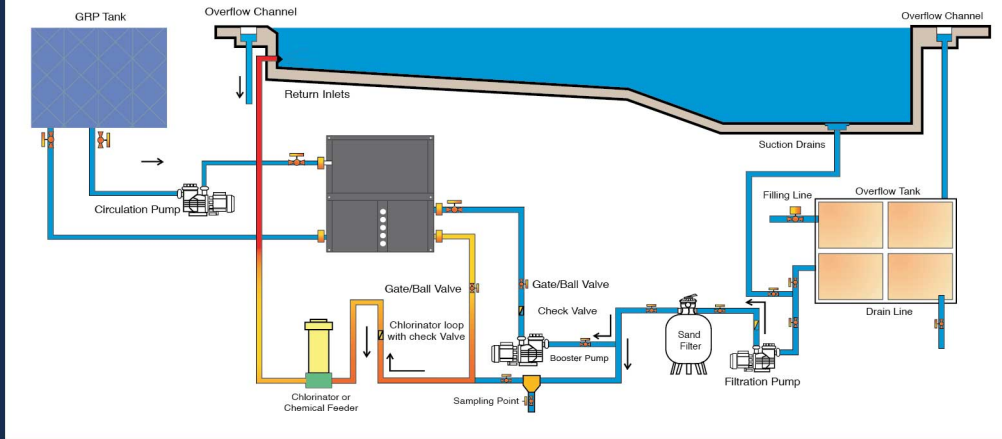 GRP Tank
Overflow Channel
Overflow Channel
Return Inlets
Suction Drains
Circulation Pump
Filling Line
Overflow Tank
Gate/Ball Valve
Gate/Ball Valve
Check Valve
Drain Line
Chlorinator loop
with check Valve
Booster Pump
Sand
Filter
Filtration Pump
Chlorinator or
Chemical Feeder
Sampling Point